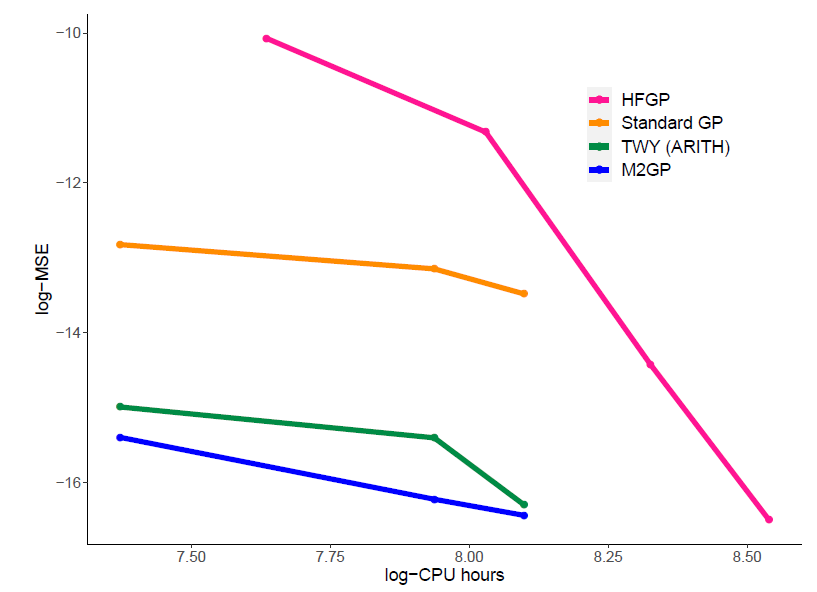 −10
−12
−14
−16
log−MSE
HFGP
Standard GP
TWY (ARITH)
M2GP
7.50 7.75 8.00 8.25 8.50
log−CPU hours